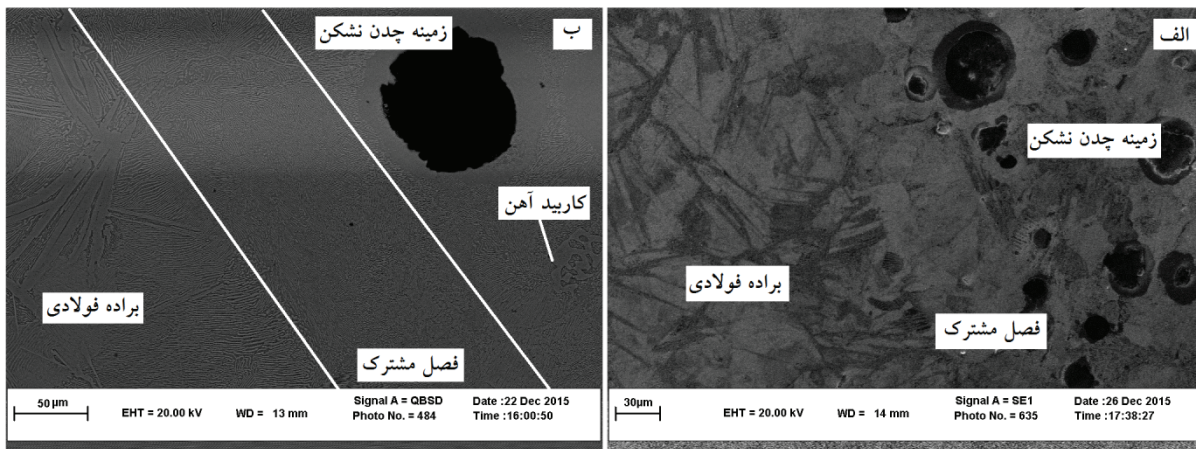 الف
زمینه چدن نشکن
براده فولادی
فصل مشترک
30µm
EHT = 20.00 kV
WD = 14 mm
Signal A = SE1
Photo No. = 635
Date :26 Dec 2015
Time :17:38:27
ب
زمینه چدن نشکن
کاربید آهن
براده فولادی
فصل مشترک
50µm
EHT = 20.00 kV
WD = 13 mm
Signal A = QBSD
Photo No. = 484
Date :22 Dec 2015
Time :16:00:50